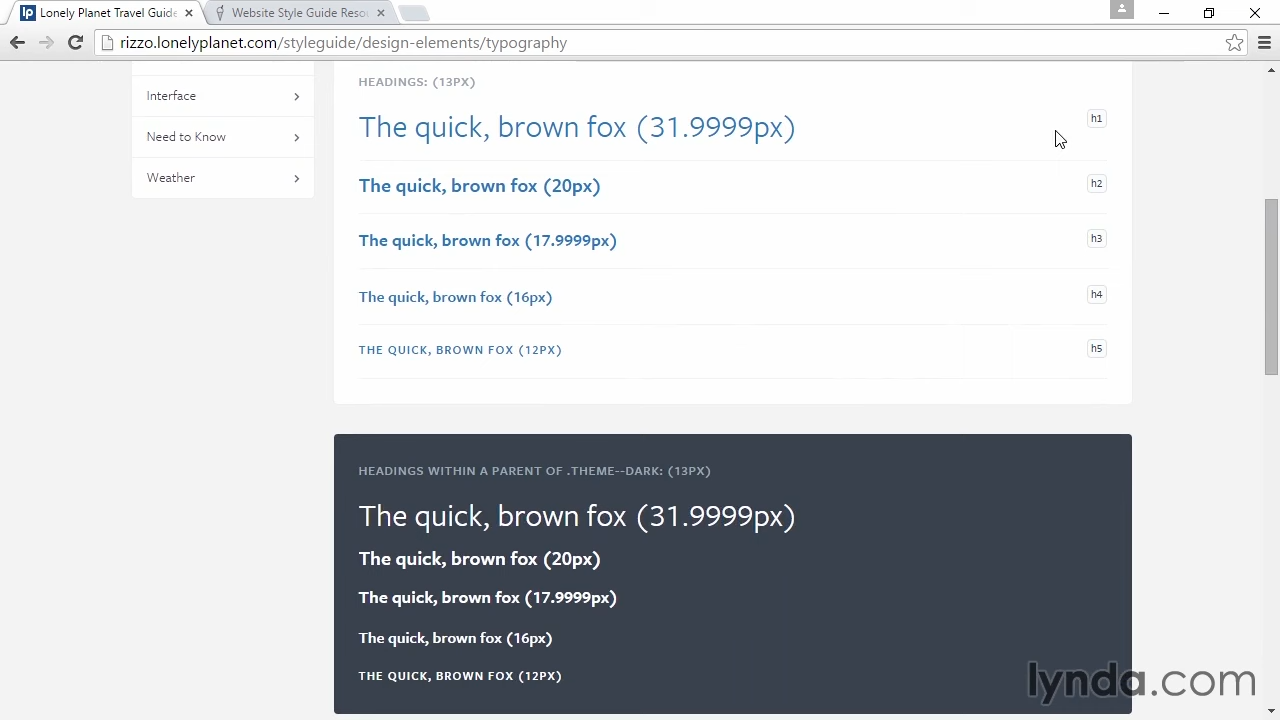 lp Lonely Planet Travel Guide
Website Style Guide Reso
rizzo.lonelyplanet.com/styleguide/design-elements/typography
Interface
Need to Know
Weather
HEADINGS: (13PX)
The quick, brown fox (31.9999px) h1
The quick, brown fox (20px) h2
The quick, brown fox (17.9999px) h3
The quick, brown fox (16px) h4
THE QUICK, BROWN FOX (12PX) h5
HEADINGS WITHIN A PARENT OF .THEME--DARK: (13PX)
The quick, brown fox (31.9999px)
The quick, brown fox (20px)
The quick, brown fox (17.9999px)
The quick, brown fox (16px)
THE QUICK, BROWN FOX (12PX)
lynda.com